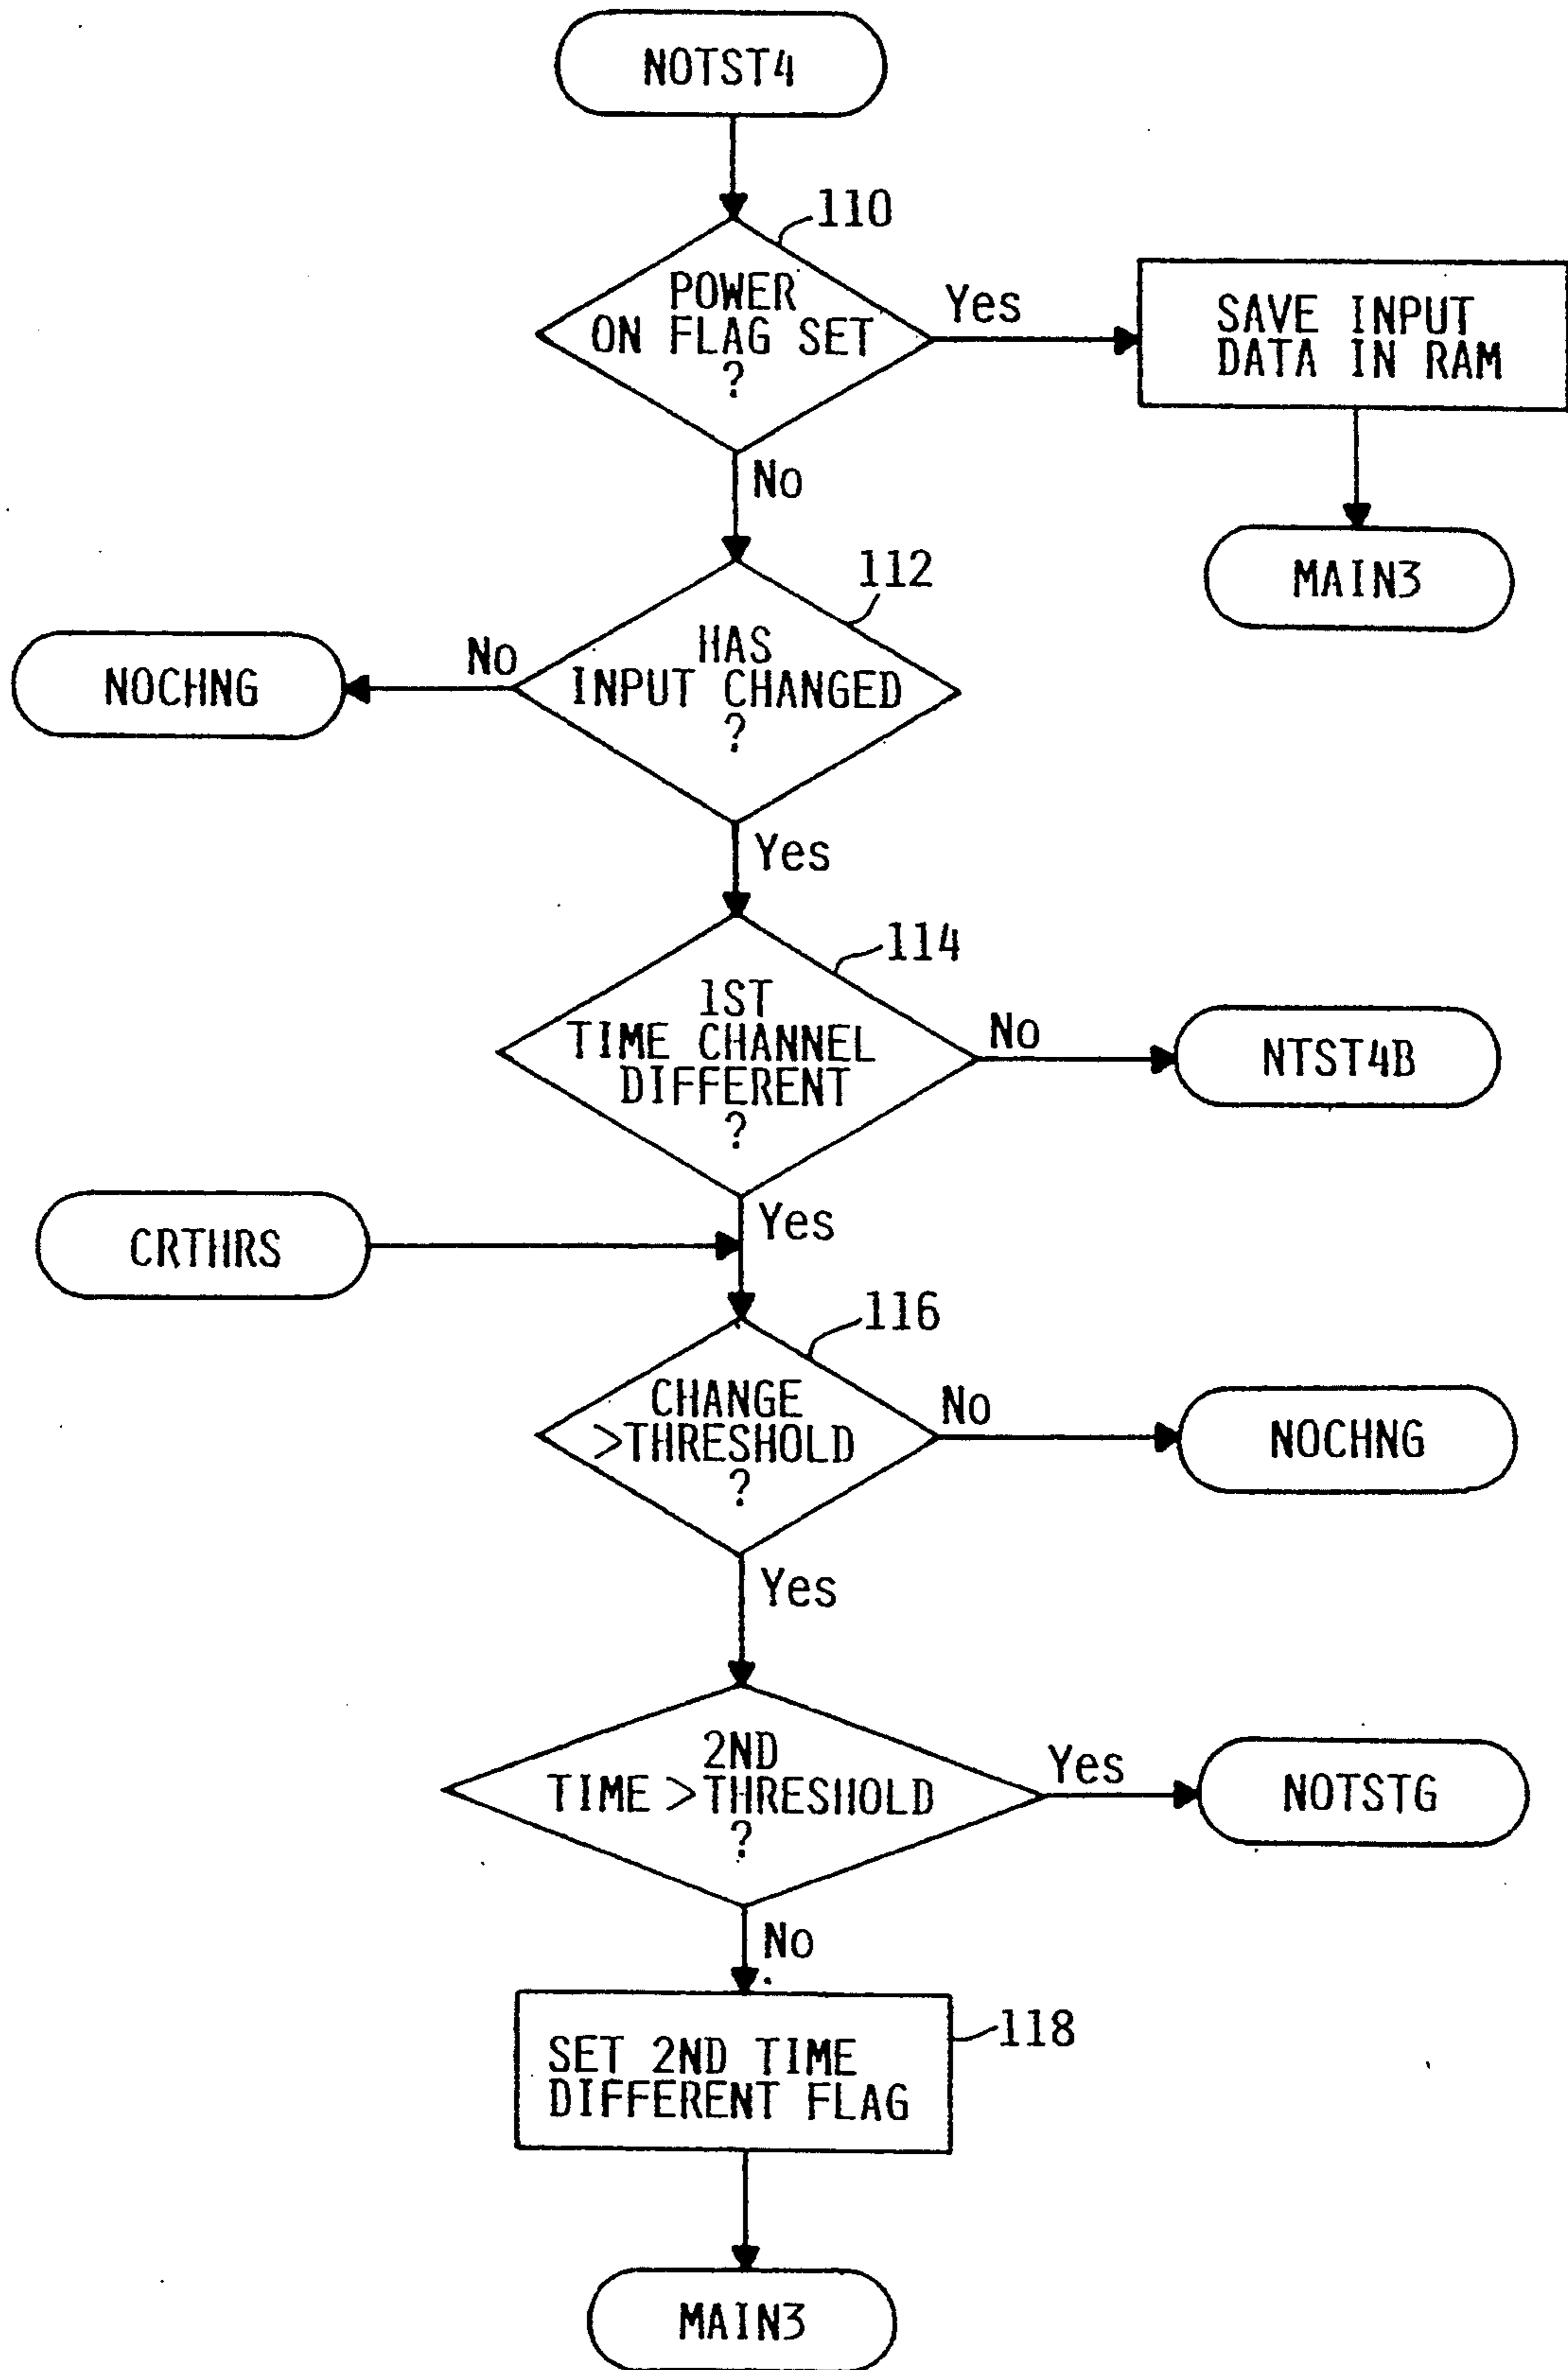 NOTST4
110
POWER
ON FLAG SET
?
Yes
SAVE INPUT
DATA IN RAM
No
MAIN3
112
HAS
INPUT CHANGED
?
No
NOCHNG
Yes
114
1ST
TIME CHANNEL
DIFFERENT
?
No
NTST4B
Yes
CRTHRS
116
CHANGE
>THRESHOLD
?
No
NOCHNG
Yes
2ND
TIME >THRESHOLD
?
Yes
NOTSTG
No
118
SET 2ND TIME
DIFFERENT FLAG
MAIN3